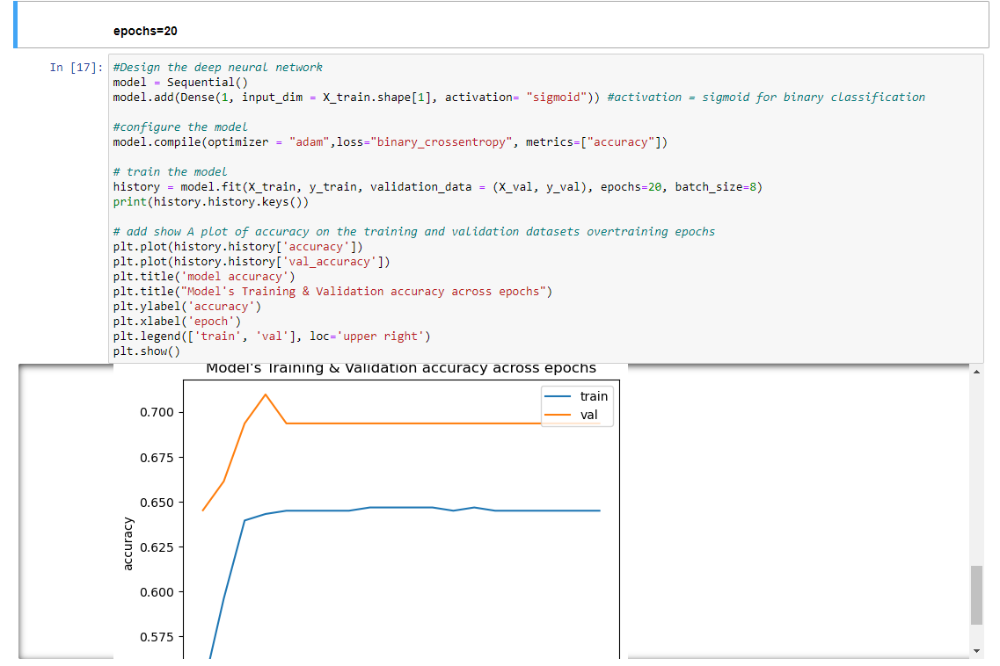 epochs=20
In [17]:
#Design the deep neural network
model = Sequential()
model.add(Dense(1, input_dim = X_train.shape[1], activation= "sigmoid")) #activation = sigmoid for binary classification
#configure the model
model.compile(optimizer = "adam",loss="binary_crossentropy", metrics=["accuracy"])
# train the model
history = model.fit(X_train, y_train, validation_data = (X_val, y_val), epochs=20, batch_size=8)
print(history.history.keys())
# add show A plot of accuracy on the training and validation datasets overtraining epochs
plt.plot(history.history['accuracy'])
plt.plot(history.history['val_accuracy'])
plt.title('model accuracy')
plt.title("Model's Training & Validation accuracy across epochs")
plt.ylabel('accuracy')
plt.xlabel('epoch')
plt.legend(['train', 'val'], loc='upper right')
plt.show()
Model's Training & Validation accuracy across epochs
train
val
0.700
0.675
0.650
0.625
0.600
0.575
accuracy